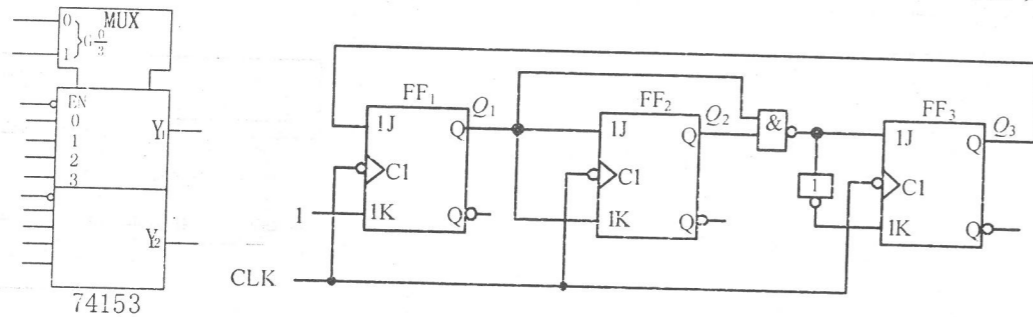 MUX
0
1
G 0/3
EN
0
1
2
3
Y₁
Y₂
74153
FF₁
Q₁
1J
Q
C1
1
1K
Q
CLK
FF₂
Q₂
1J
Q
C1
1K
Q
&
1
FF₃
Q₃
1J
Q
C1
1K
Q